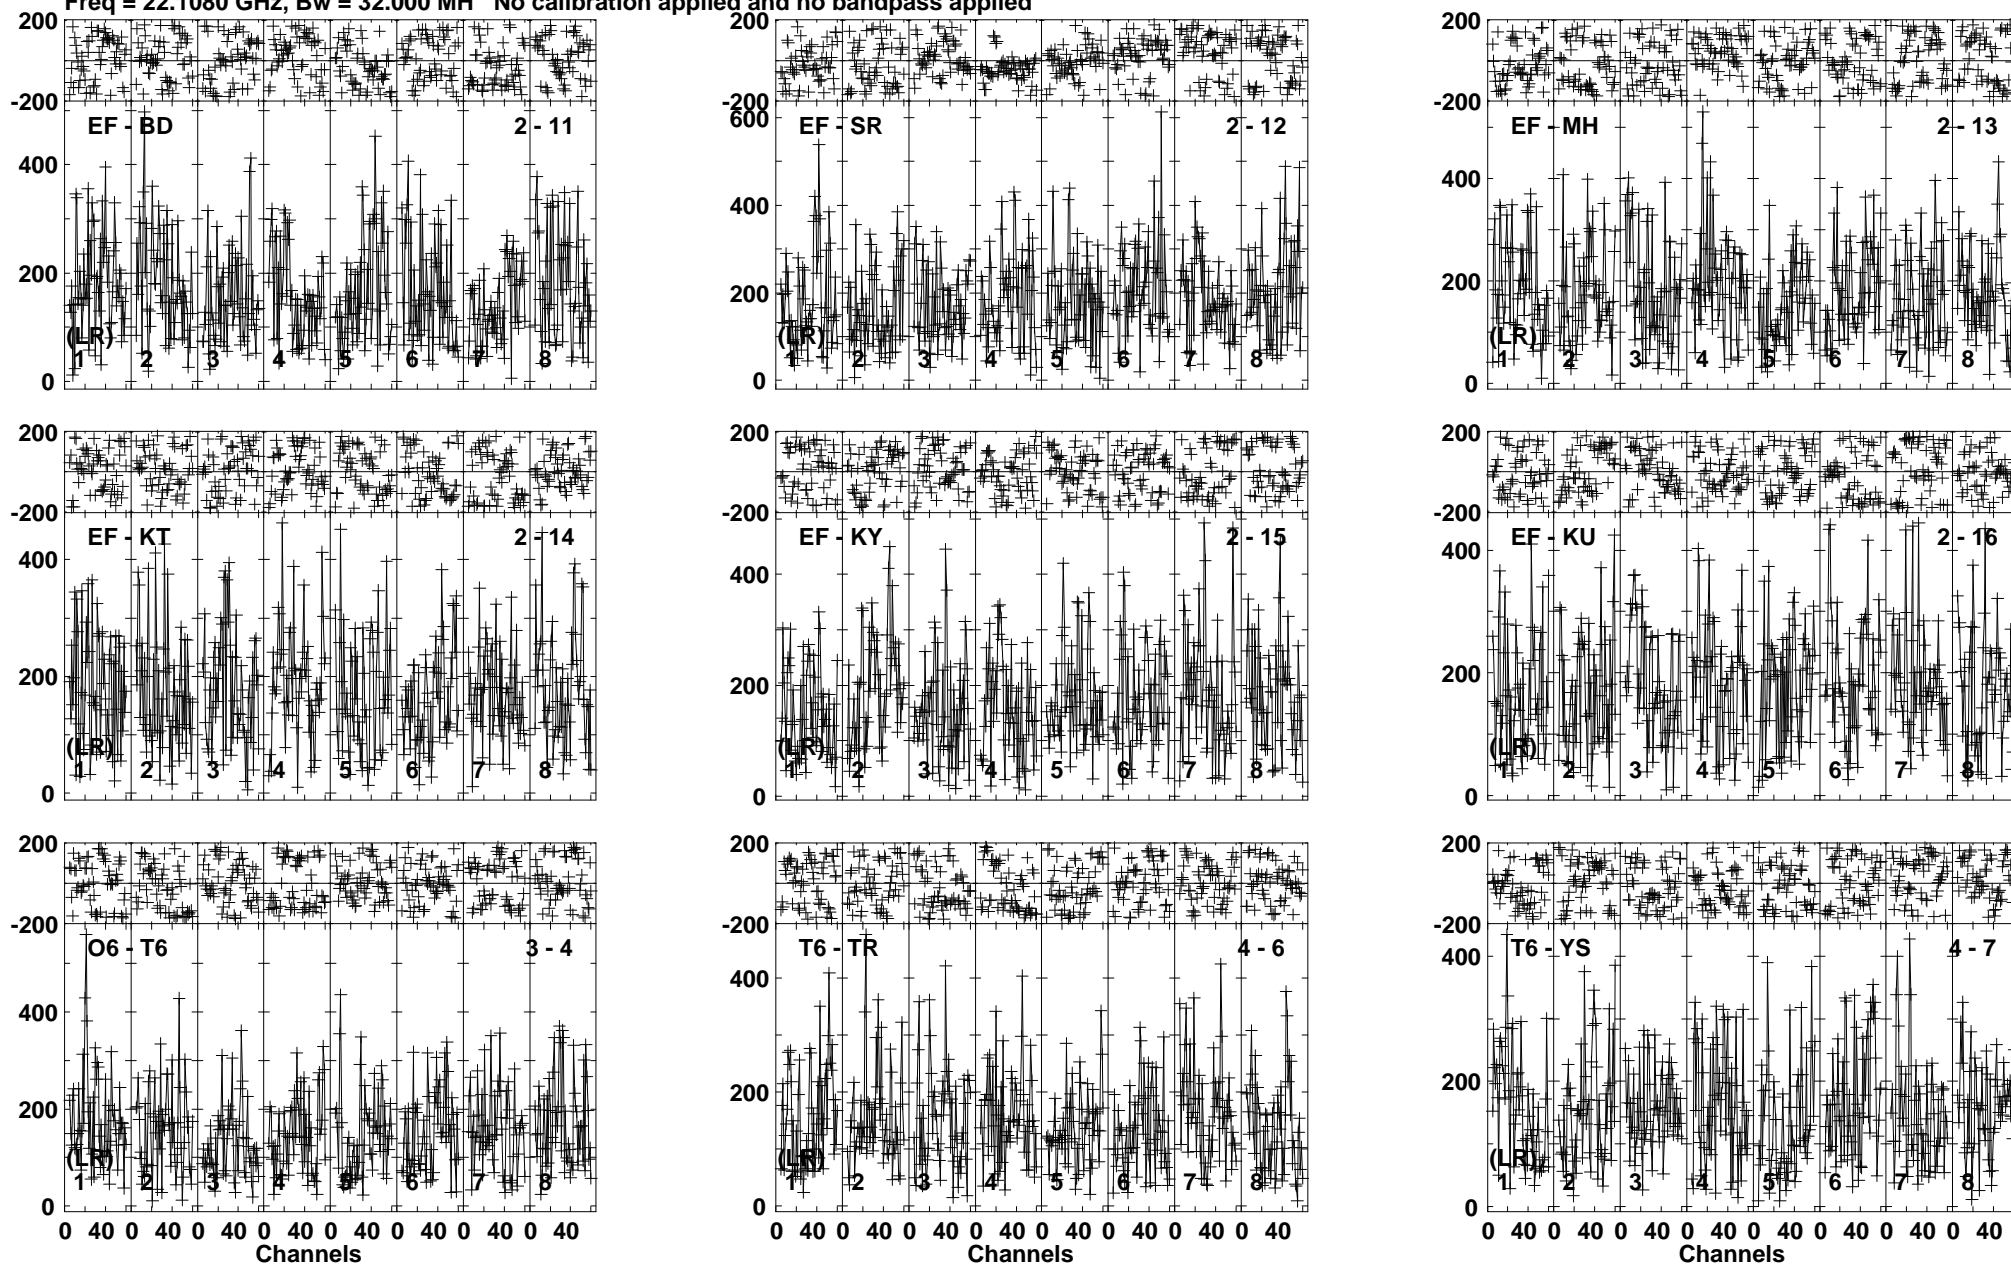 Freq = 22.1080 GHz, Bw = 32.000 MH No calibration applied and no bandpass applied
200
-200
EF - BD 2 - 11
400
200
(LR)
1 2 3 4 5 6 7 8
0
200
-200
600
EF - SR 2 - 12
400
200
(LR)
1 2 3 4 5 6 7 8
0
200
-200
EF - MH 2 - 13
400
200
(LR)
1 2 3 4 5 6 7 8
0
200
-200
EF - KT 2 - 14
400
200
(LR)
1 2 3 4 5 6 7 8
0
200
-200
EF - KY 2 - 15
400
200
(LR)
1 2 3 4 5 6 7 8
0
200
-200
EF - KU 2 - 16
400
200
(LR)
1 2 3 4 5 6 7 8
0
200
-200
O6 - T6 3 - 4
400
200
(LR)
1 2 3 4 5 6 7 8
0
0 40 0 40 0 40 0 40 0 40 0 40 0 40 0 40
Channels
200
-200
T6 - TR 4 - 6
400
200
(LR)
1 2 3 4 5 6 7 8
0
0 40 0 40 0 40 0 40 0 40 0 40 0 40 0 40
Channels
200
-200
T6 - YS 4 - 7
400
200
(LR)
1 2 3 4 5 6 7 8
0
0 40 0 40 0 40 0 40 0 40 0 40 0 40 0 40
Channels